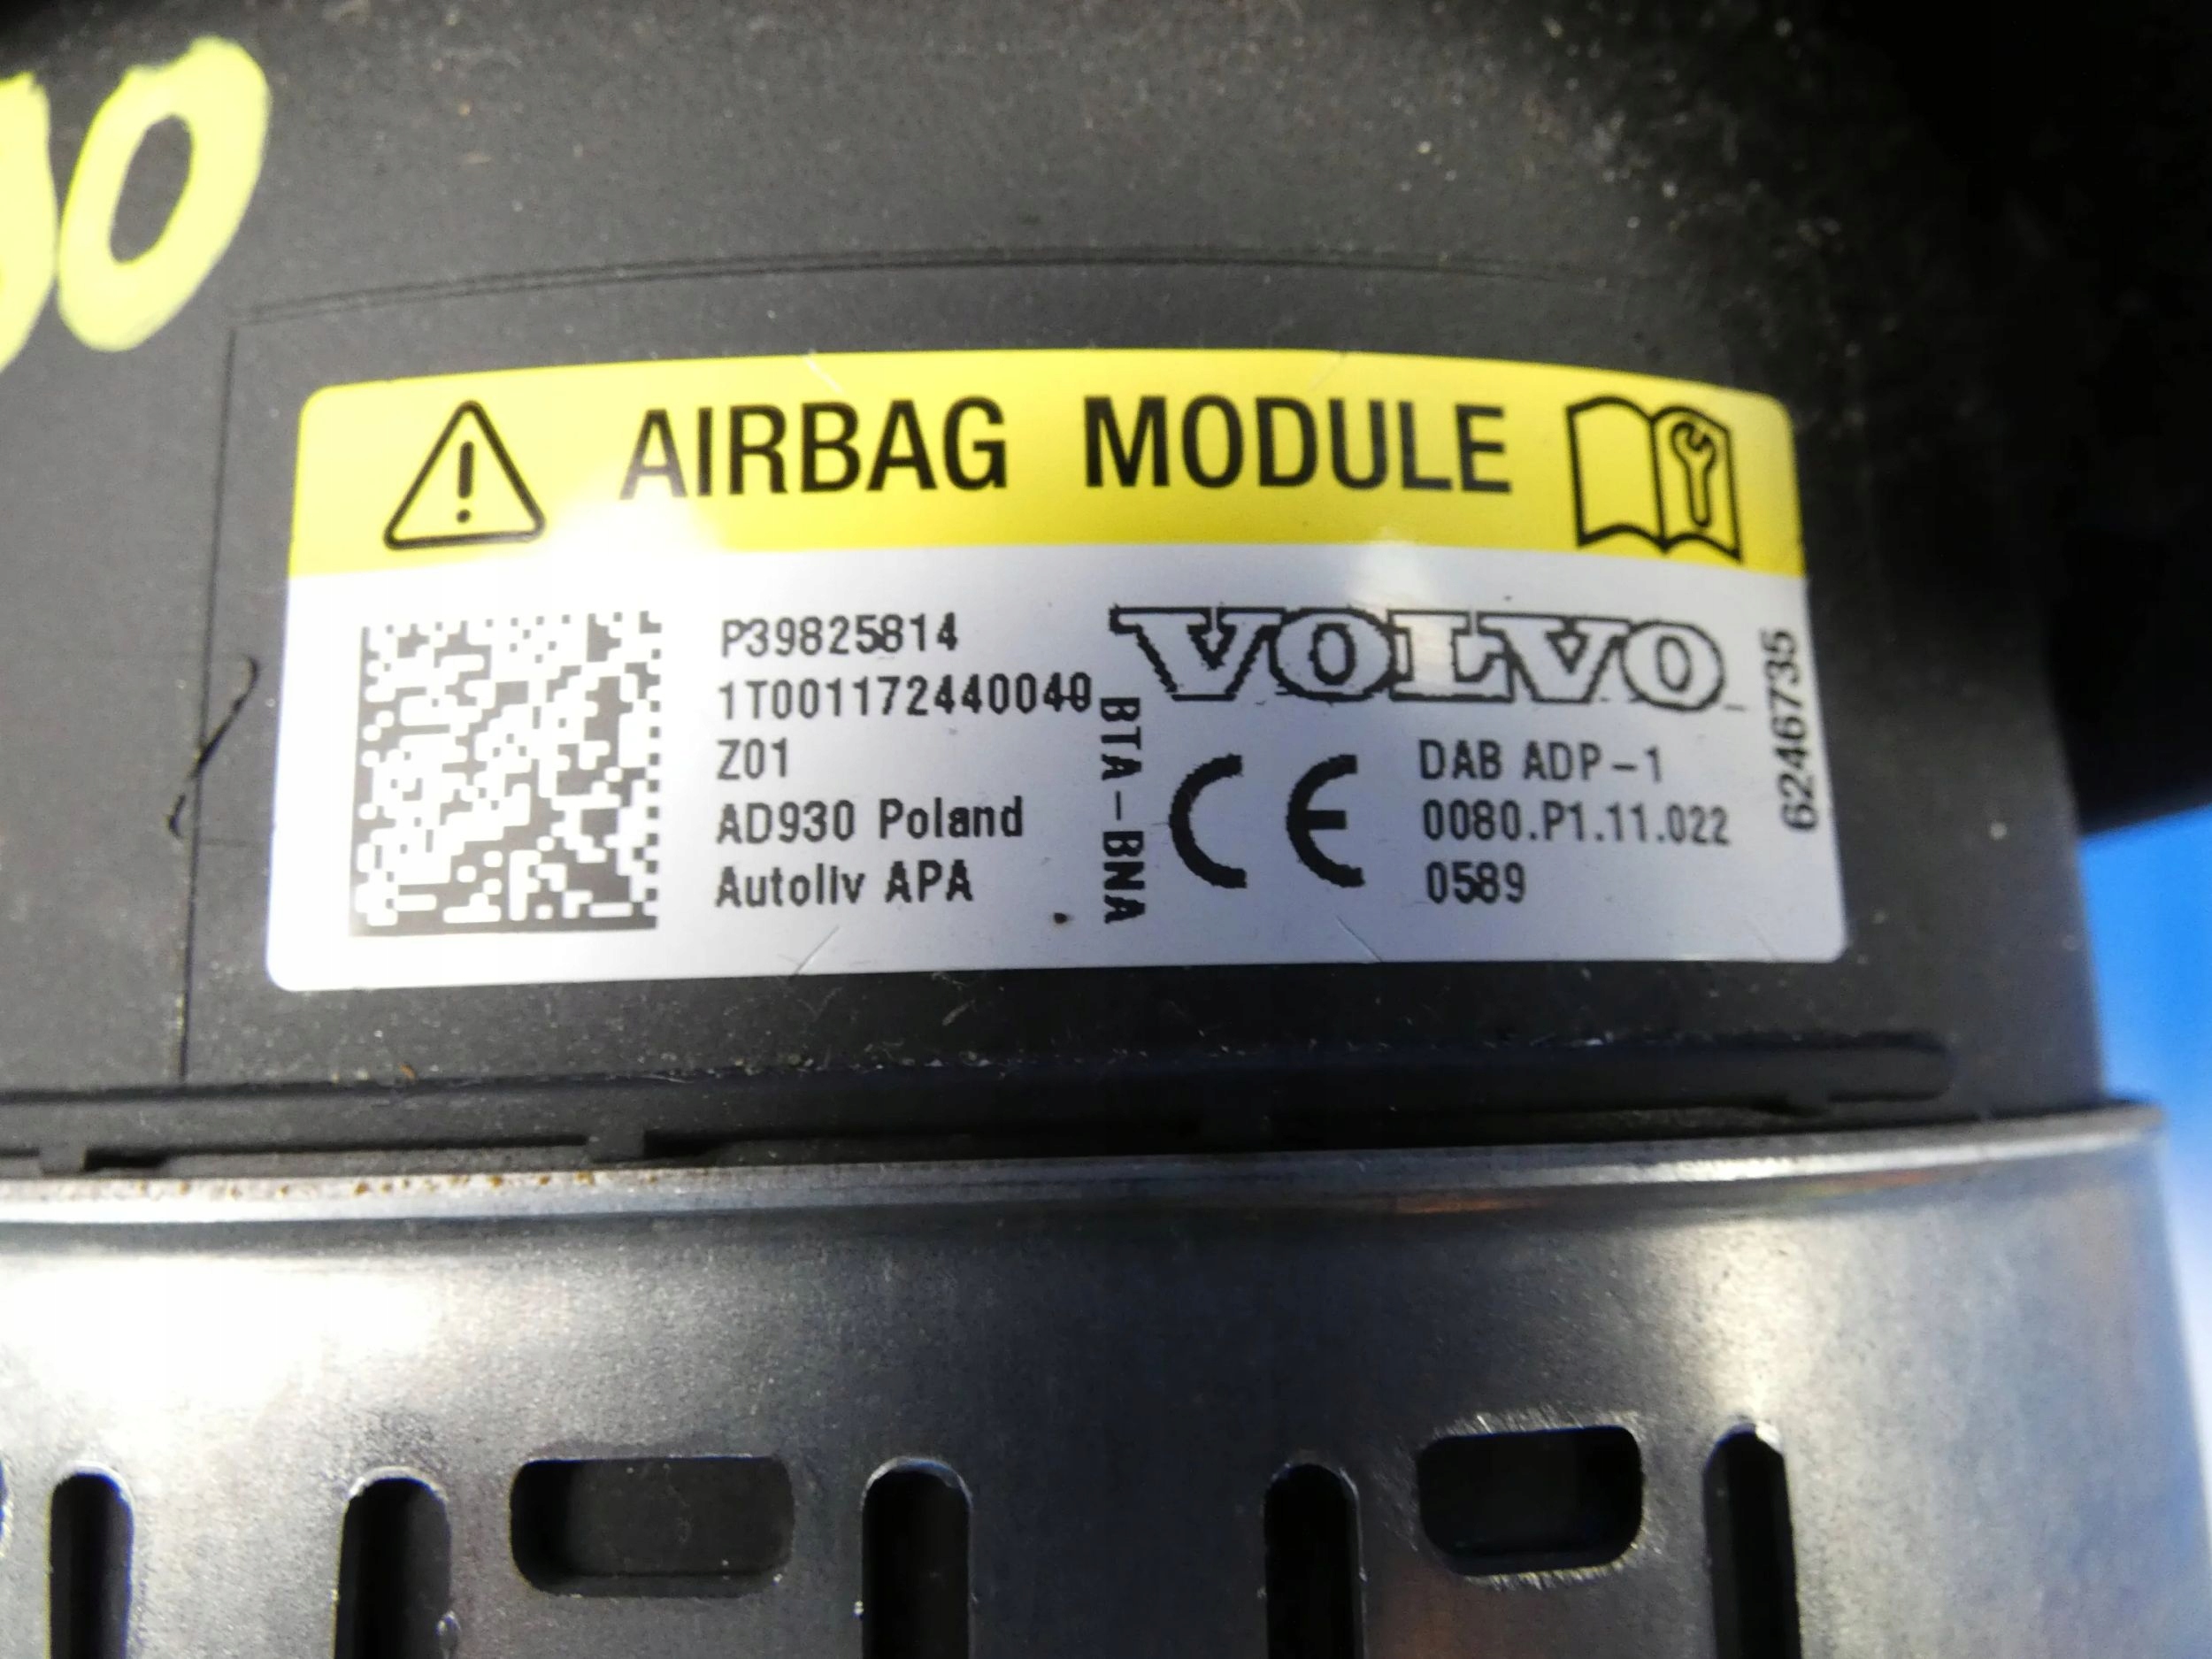 AIRBAG MODULE
P39825814
1T001172440040
Z01
AD930 Poland
Autoliv APA
BTA-BNA
VOLVO
CE
DAB ADP-1
0080.P1.11.022
0589
6246735